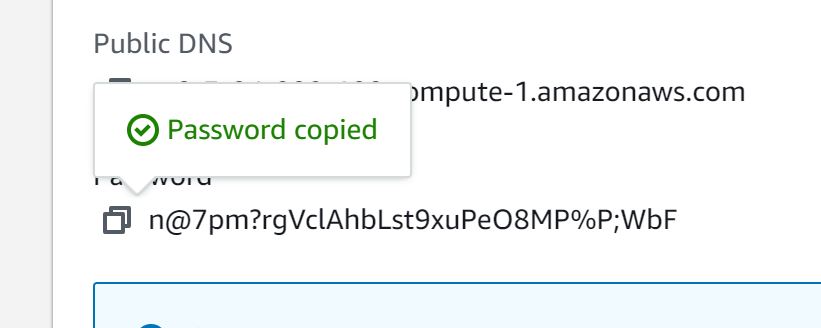 Public DNS
ompute-1.amazonaws.com
Password copied
n@7pm?rgVclAhbLst9xuPeO8MP%P;WbF